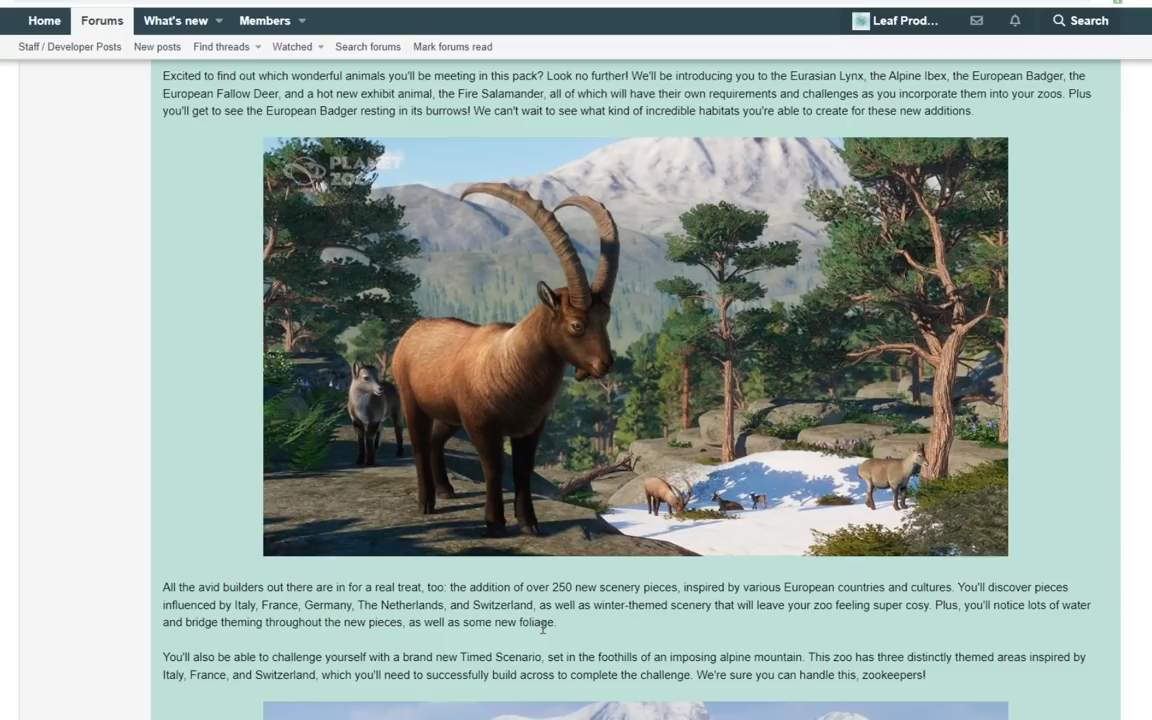 Home Forums What's new Members Leaf Prod... Search
Staff / Developer Posts New posts Find threads Watched Search forums Mark forums read
Excited to find out which wonderful animals you'll be meeting in this pack? Look no further! We'll be introducing you to the Eurasian Lynx, the Alpine Ibex, the European Badger, the
European Fallow Deer, and a hot new exhibit animal, the Fire Salamander, all of which will have their own requirements and challenges as you incorporate them into your zoos. Plus
you'll get to see the European Badger resting in its burrows! We can't wait to see what kind of incredible habitats you're able to create for these new additions.
PLANET
ZOO
All the avid builders out there are in for a real treat, too: the addition of over 250 new scenery pieces, inspired by various European countries and cultures. You'll discover pieces
influenced by Italy, France, Germany, The Netherlands, and Switzerland, as well as winter-themed scenery that will leave your zoo feeling super cosy. Plus, you'll notice lots of water
and bridge theming throughout the new pieces, as well as some new foliage.
You'll also be able to challenge yourself with a brand new Timed Scenario, set in the foothills of an imposing alpine mountain. This zoo has three distinctly themed areas inspired by
Italy, France, and Switzerland, which you'll need to successfully build across to complete the challenge. We're sure you can handle this, zookeepers!